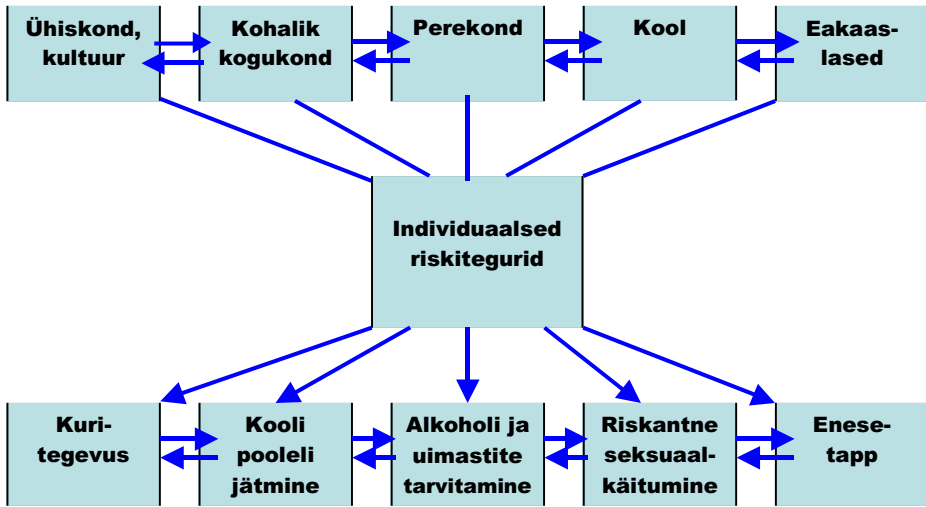 Ühiskond,
kultuur
Kohalik
kogukond
Perekond
Kool
Eakaas-
lased
Individuaalsed
riskitegurid
Kuri-
tegevus
Kooli
pooleli
jätmine
Alkoholi ja
uimastite
tarvitamine
Riskantne
seksuaal-
käitumine
Enese-
tapp